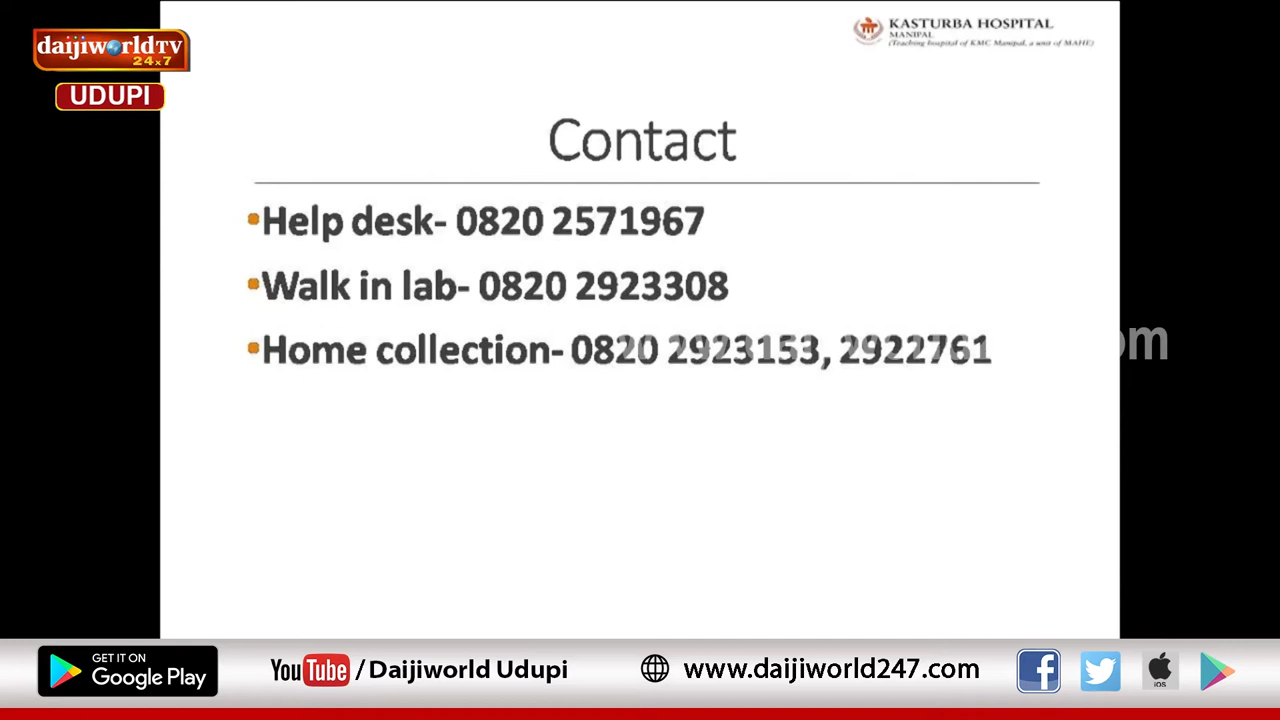 daijiworldTV
24x7
UDUPI
KASTURBA HOSPITAL
MANIPAL
(Teaching hospital of KMC Manipal, a unit of MAHE)
Contact
Help desk- 0820 2571967
Walk in lab- 0820 2923308
Home collection- 0820 2923153, 2922761
GET IT ON
Google Play
YouTube / Daijiworld Udupi
www.daijiworld247.com
iOS